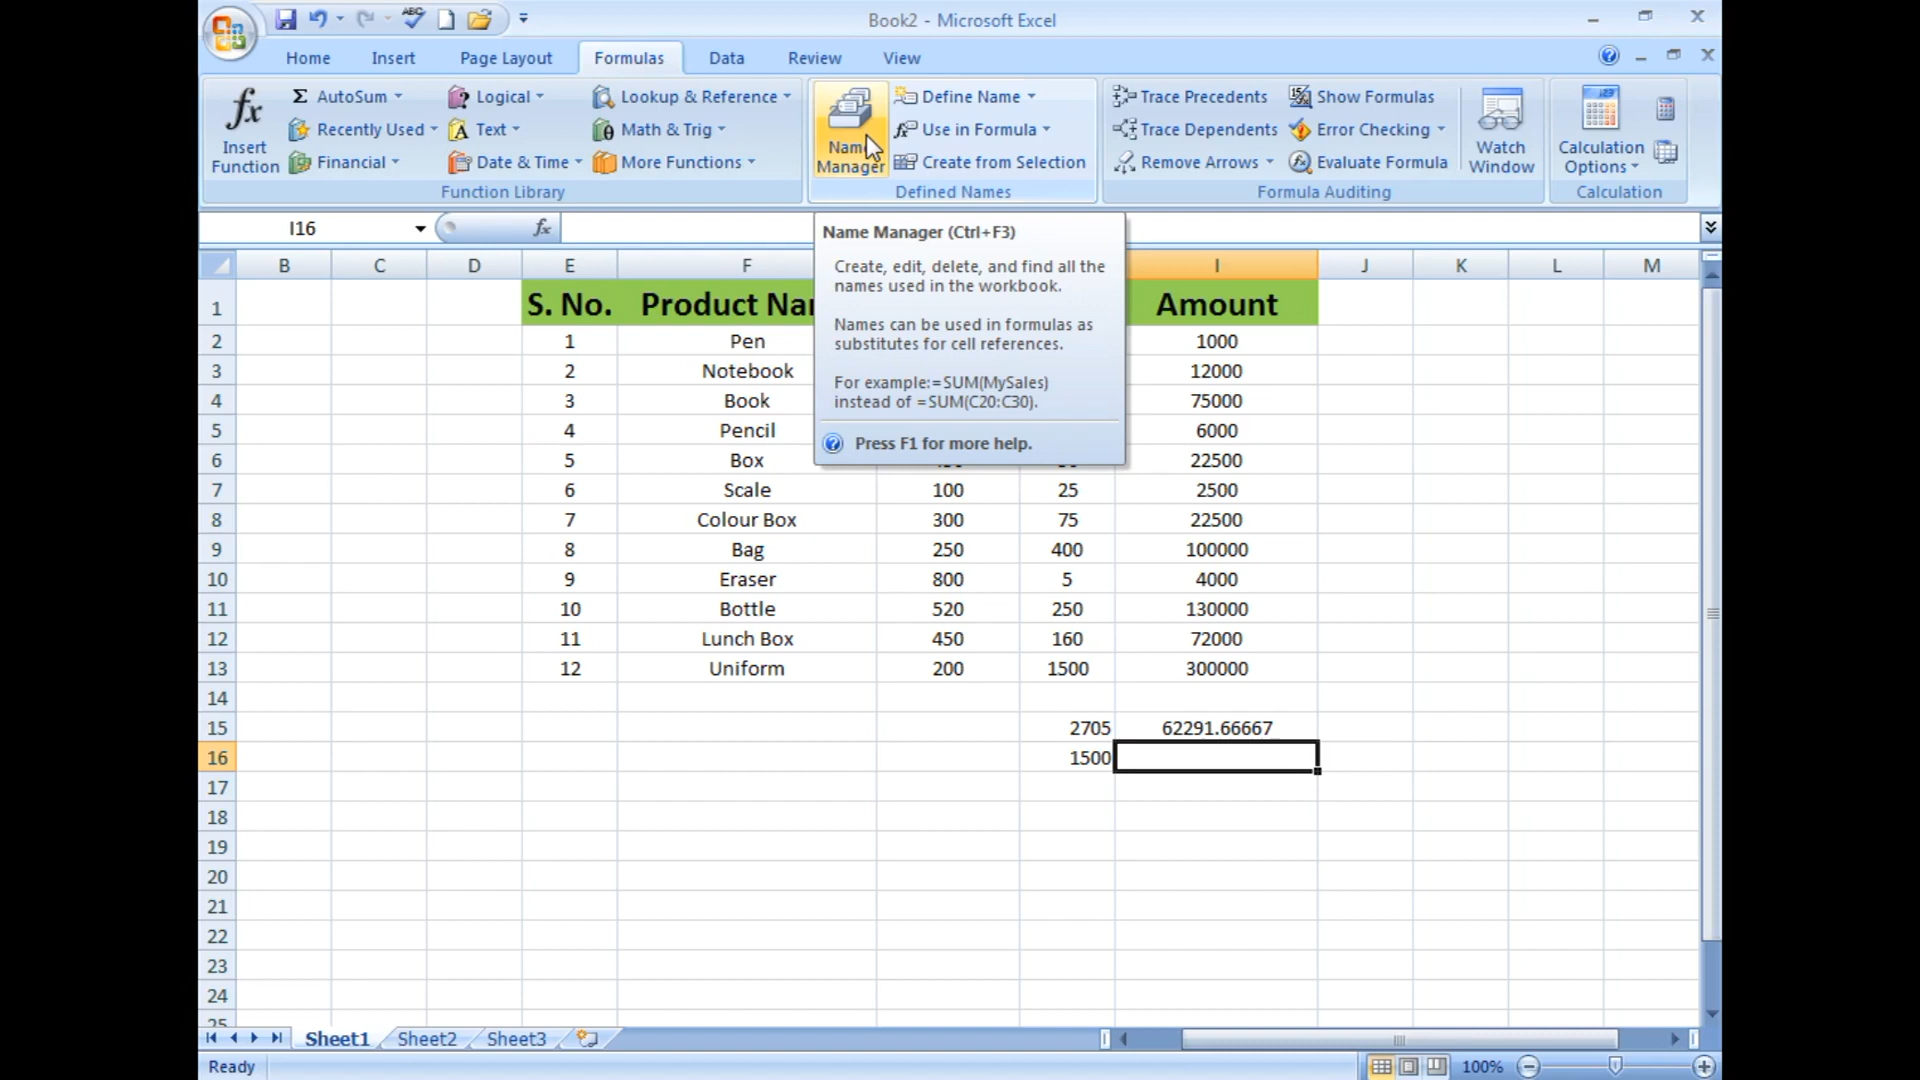 Book2 - Microsoft Excel
Home Insert Page Layout Formulas Data Review View
fx Insert Function
Σ AutoSum
Recently Used
Financial
Logical
Text
Date & Time
Lookup & Reference
Math & Trig
More Functions
Function Library
Name Manager
Define Name
Use in Formula
Create from Selection
Defined Names
Trace Precedents
Trace Dependents
Remove Arrows
Show Formulas
Error Checking
Evaluate Formula
Formula Auditing
Watch Window
Calculation Options
Calculation
I16 fx
Name Manager (Ctrl+F3)
Create, edit, delete, and find all the
names used in the workbook.
Names can be used in formulas as
substitutes for cell references.
For example:=SUM(MySales)
instead of =SUM(C20:C30).
Press F1 for more help.
B C D E F I J K L M
1 S. No. Product Na Amount
2 1 Pen 1000
3 2 Notebook 12000
4 3 Book 75000
5 4 Pencil 6000
6 5 Box 22500
7 6 Scale 100 25 2500
8 7 Colour Box 300 75 22500
9 8 Bag 250 400 100000
10 9 Eraser 800 5 4000
11 10 Bottle 520 250 130000
12 11 Lunch Box 450 160 72000
13 12 Uniform 200 1500 300000
14
15 2705 62291.66667
16 1500
17
18
19
20
21
22
23
24
25
Sheet1 Sheet2 Sheet3
Ready 100%